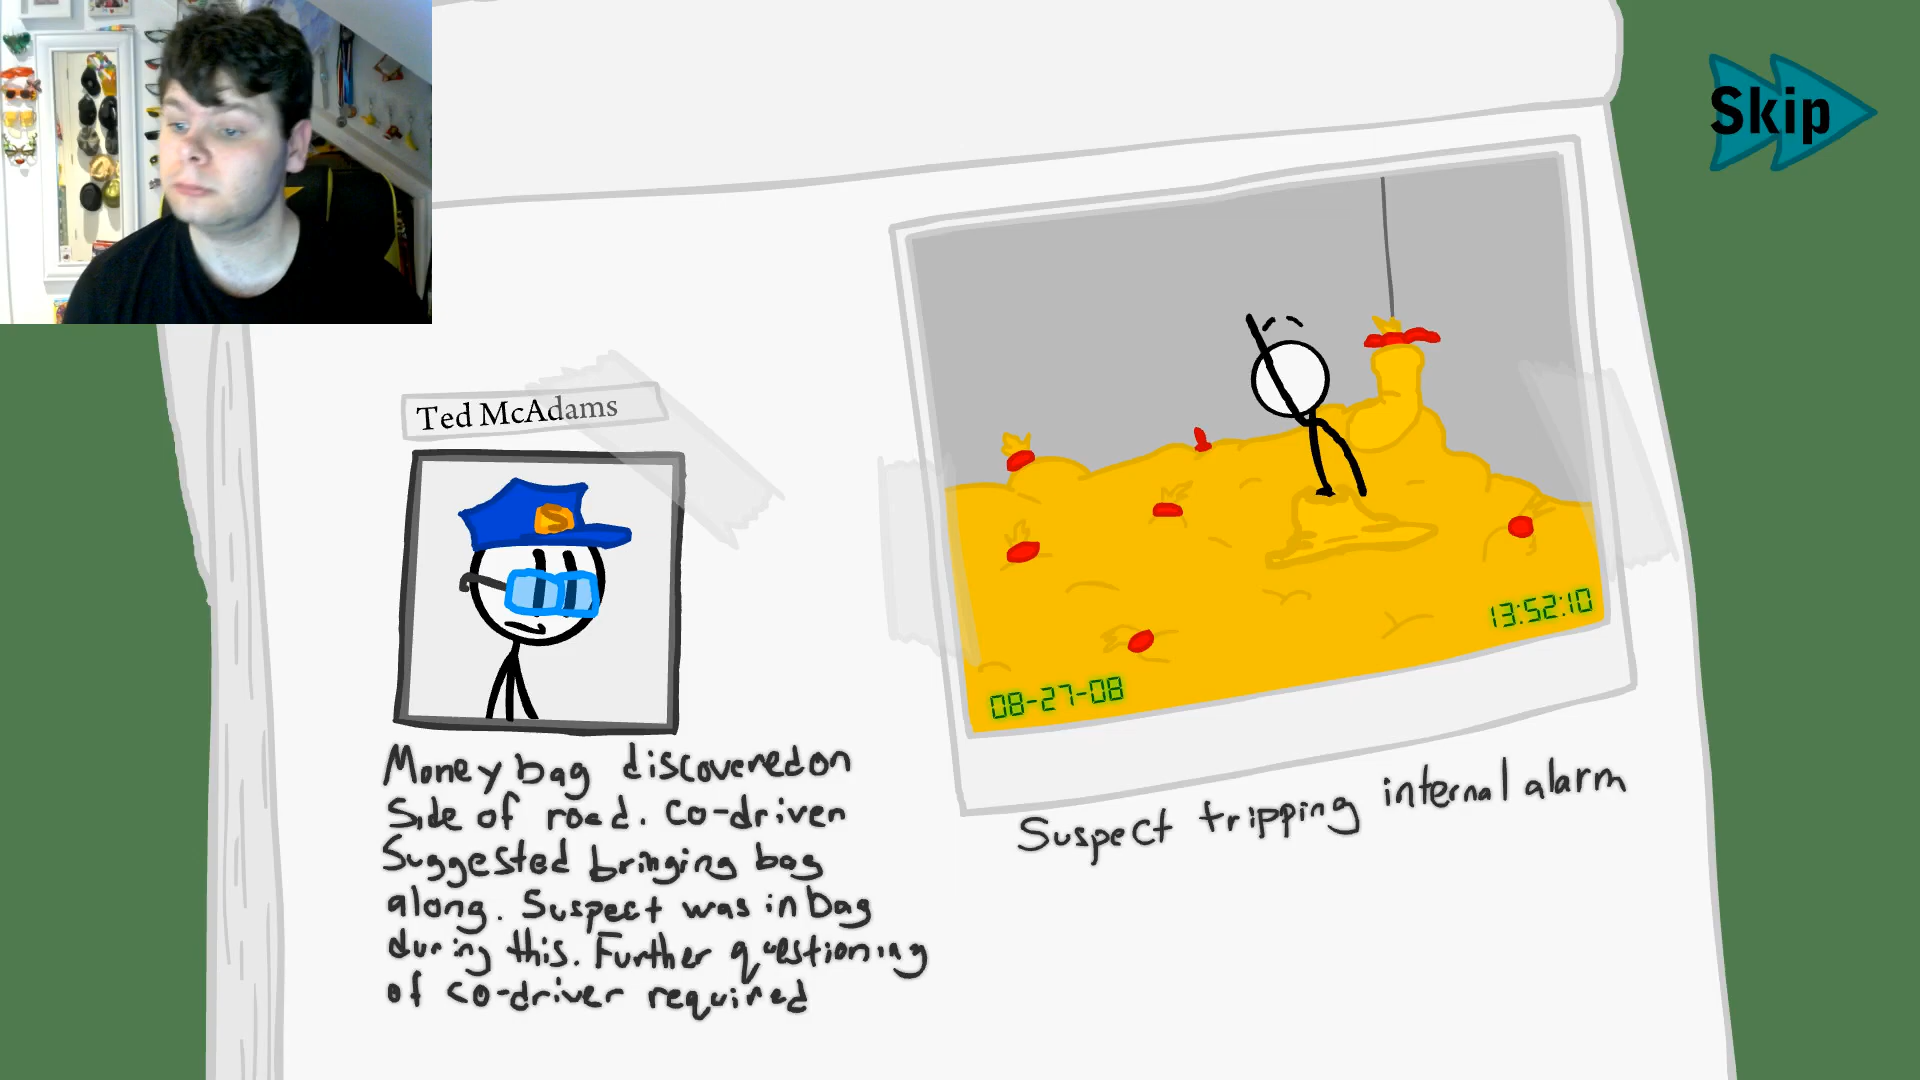 Skip
Ted McAdams
S
Money bag discovered on
Side of road. Co-driven
Suggested bringing bag
along. Suspect was in bag
during this. Further questioning
of co-driver required
13:52:10
08-27-08
Suspect tripping internal alarm